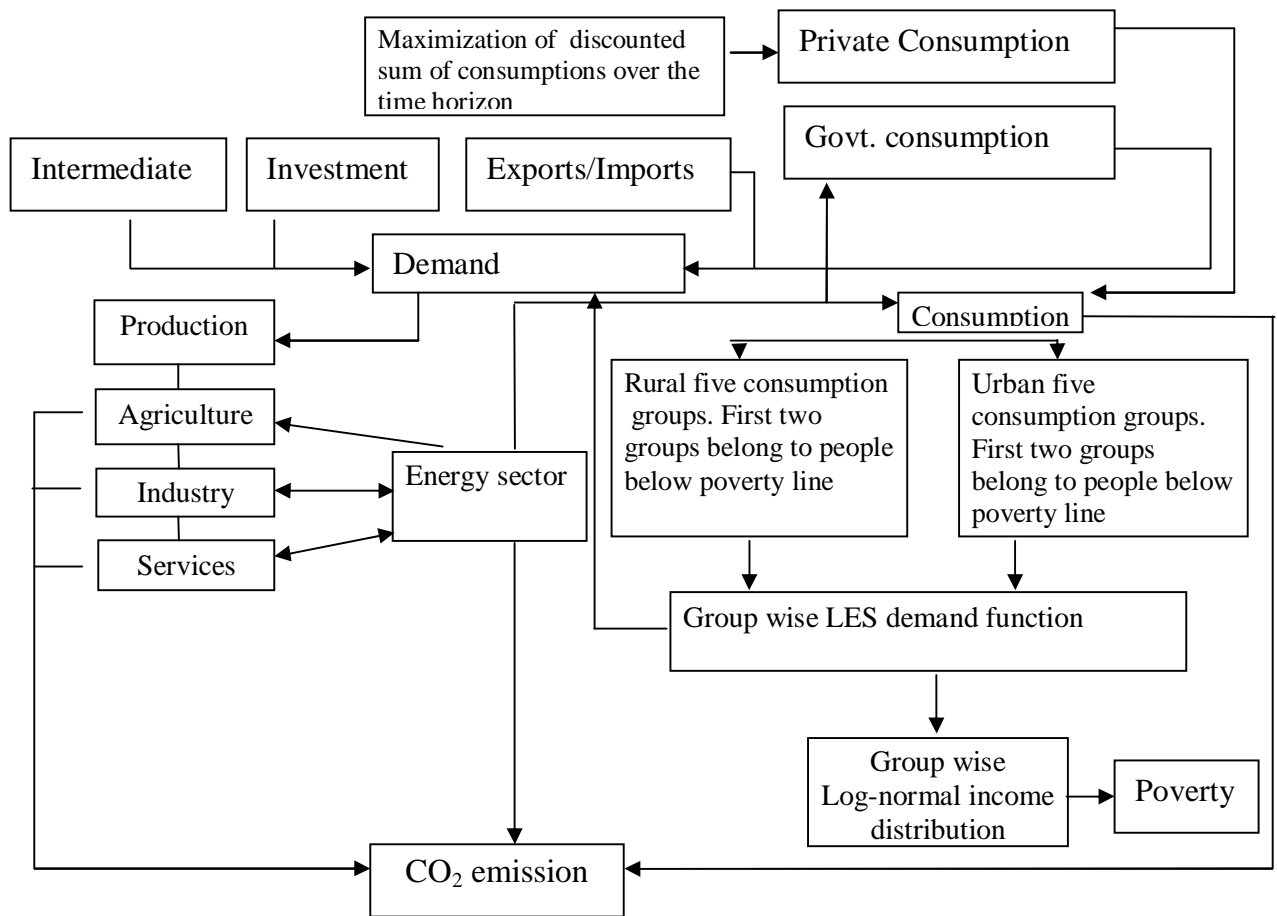 Maximization of discounted
sum of consumptions over the
time horizon
Private Consumption
Govt. consumption
Intermediate
Investment
Exports/Imports
Demand
Production
Consumption
Rural five consumption
groups. First two
groups belong to people
below poverty line
Urban five
consumption groups.
First two groups
belong to people below
poverty line
Agriculture
Energy sector
Industry
Services
Group wise LES demand function
Group wise
Log-normal income
distribution
Poverty
CO₂ emission